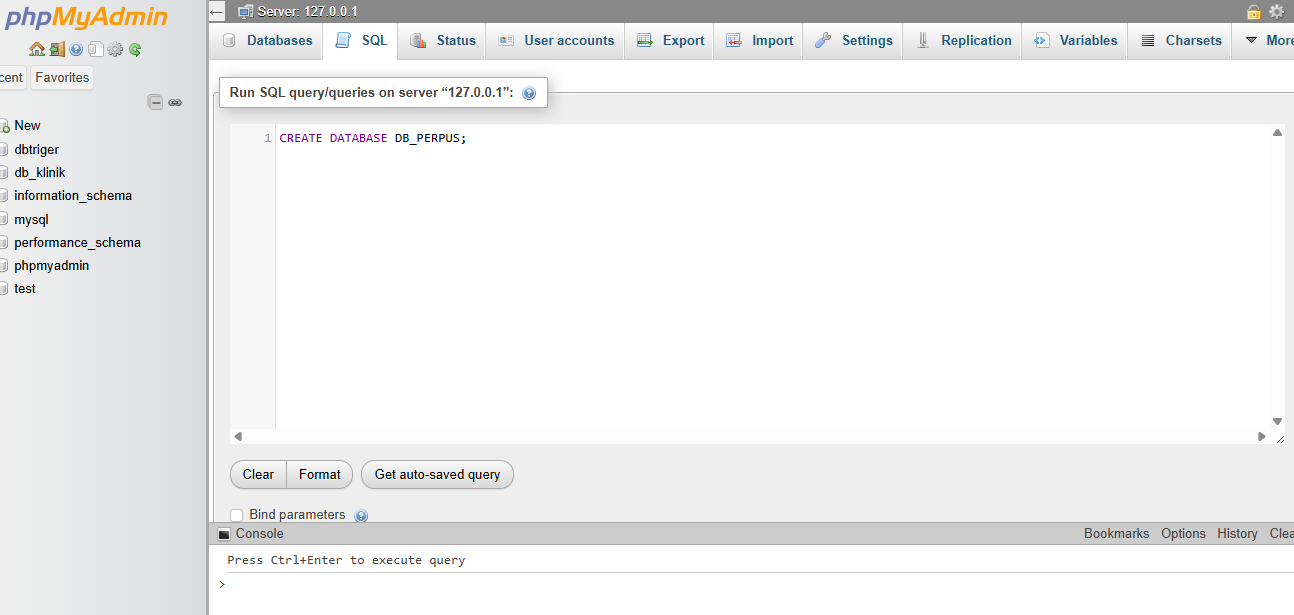 phpMyAdmin
cent Favorites
New
dbtriger
db_klinik
information_schema
mysql
performance_schema
phpmyadmin
test
Server: 127.0.0.1
Databases SQL Status User accounts Export Import Settings Replication Variables Charsets More
Run SQL query/queries on server “127.0.0.1”:
1 CREATE DATABASE DB_PERPUS;
Clear Format Get auto-saved query
Bind parameters
Console Bookmarks Options History Clea
Press Ctrl+Enter to execute query
>